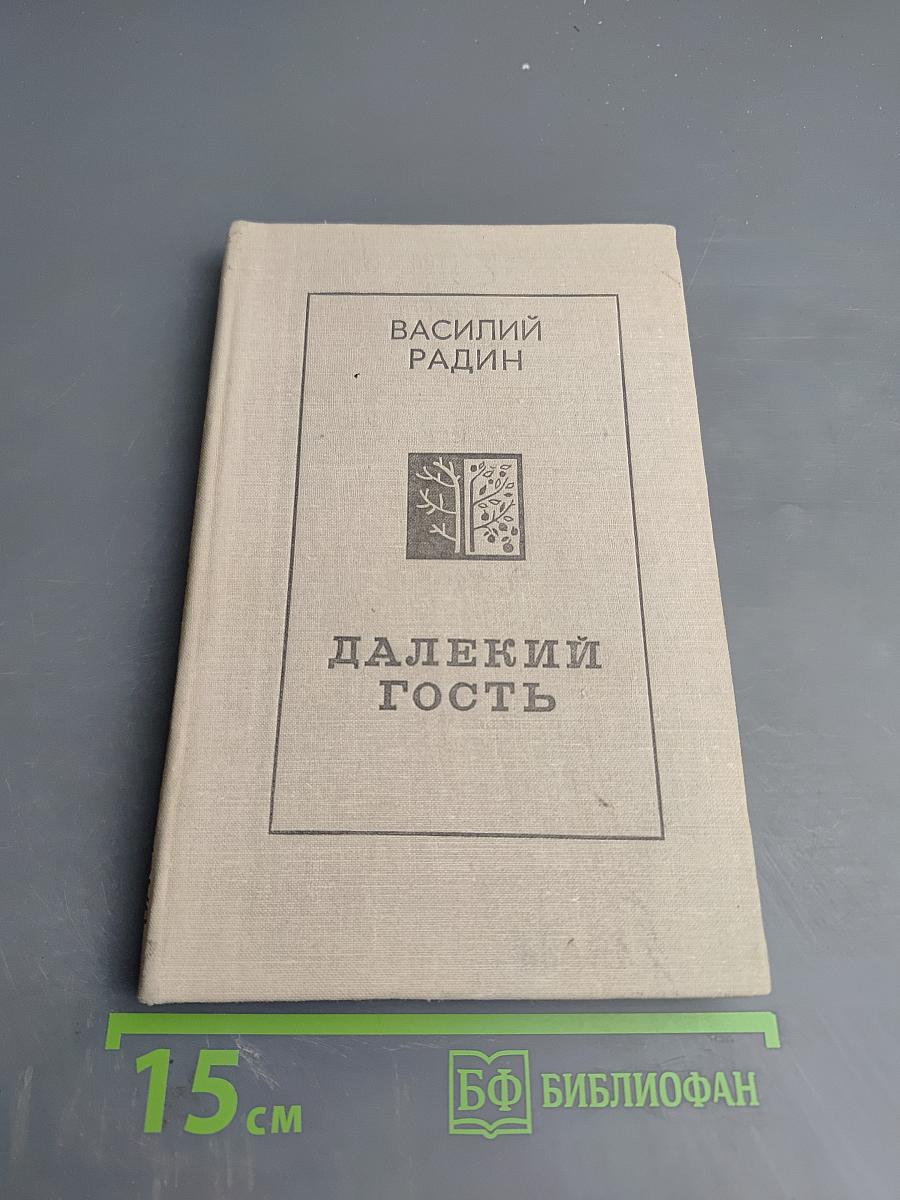 ВАСИЛИЙ
РАДИН
ДАЛЕКИЙ
ГОСТЬ
15 см
БФ БИБЛИОФАН